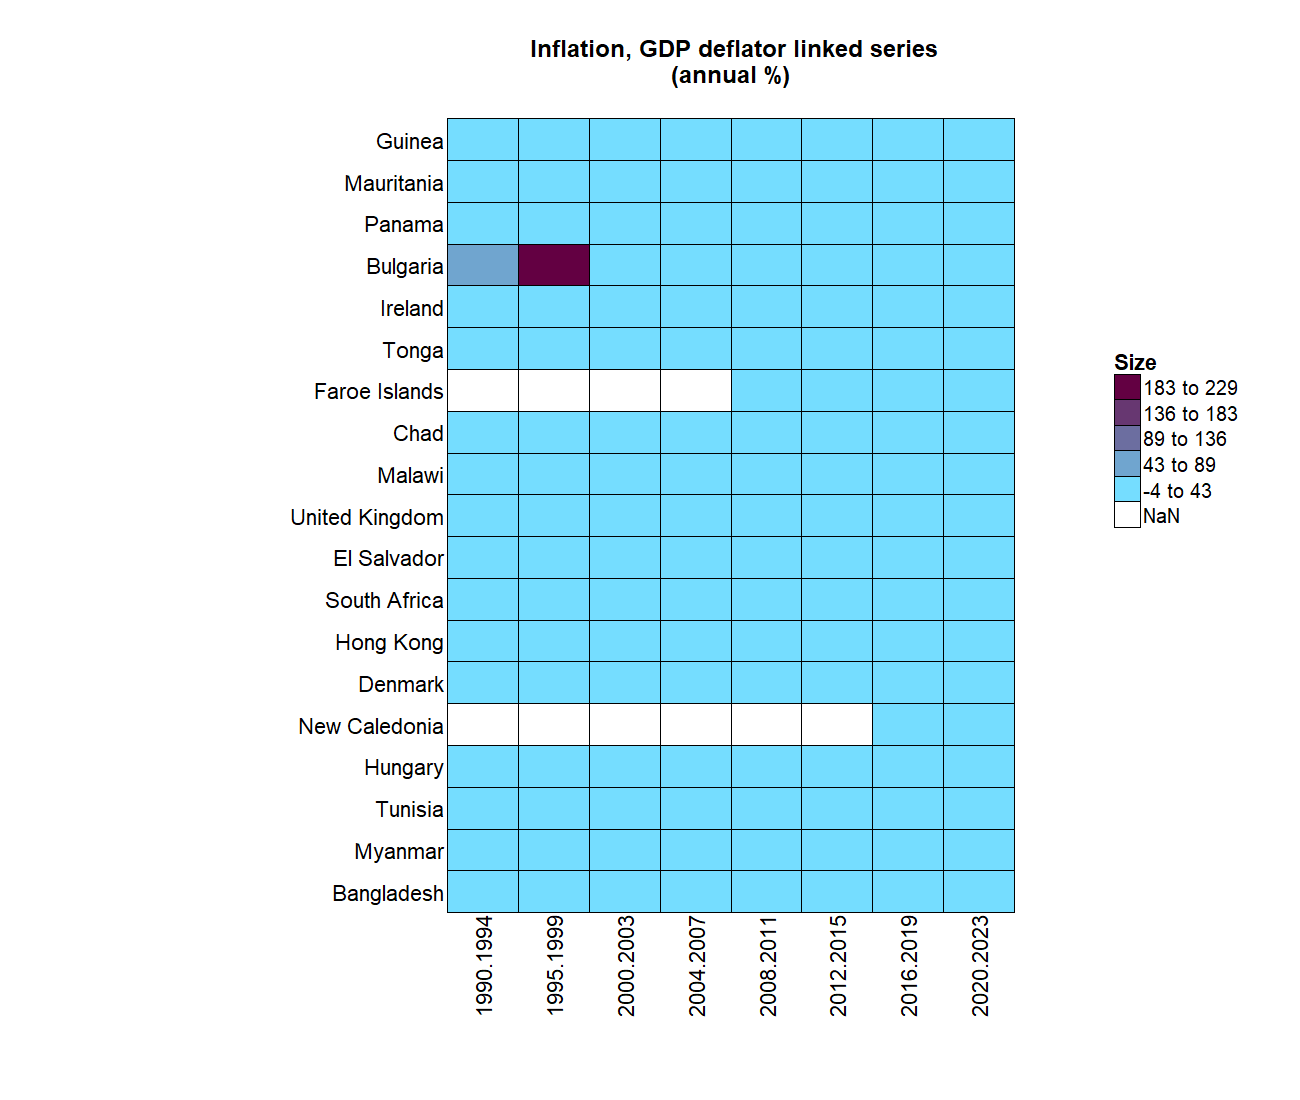 Inflation, GDP deflator linked series
(annual %)
Guinea
Mauritania
Panama
Bulgaria
Ireland
Tonga
Faroe Islands
Chad
Malawi
United Kingdom
El Salvador
South Africa
Hong Kong
Denmark
New Caledonia
Hungary
Tunisia
Myanmar
Bangladesh
1990.1994
1995.1999
2000.2003
2004.2007
2008.2011
2012.2015
2016.2019
2020.2023
Size
183 to 229
136 to 183
89 to 136
43 to 89
-4 to 43
NaN